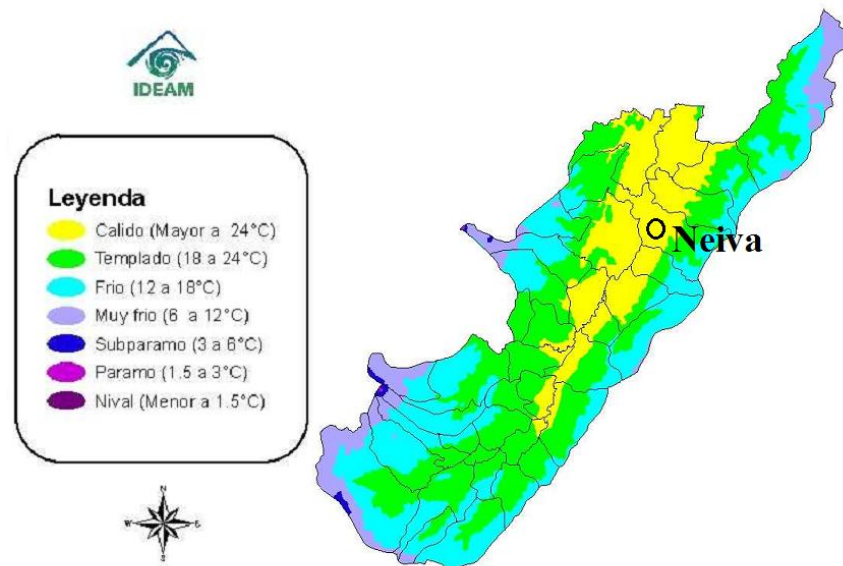 IDEAM
Leyenda
Calido (Mayor a 24°C)
Templado (18 a 24°C)
Frio (12 a 18°C)
Muy frio (6 a 12°C)
Subparamo (3 a 6°C)
Paramo (1.5 a 3°C)
Nival (Menor a 1.5°C)
Neiva
N
W
E
S